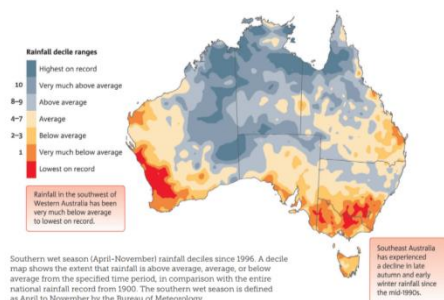 Rainfall decile ranges
Highest on record
10 Very much above average
8–9 Above average
4–7 Average
2–3 Below average
1 Very much below average
Lowest on record
Rainfall in the southwest of
Western Australia has been
very much below average
to lowest on record.
Southeast Australia
has experienced
a decline in late
autumn and early
winter rainfall since
the mid-1990s.
Southern wet season (April–November) rainfall deciles since 1996. A decile
map shows the extent that rainfall is above average, average, or below
average from the specified time period, in comparison with the entire
national rainfall record from 1900. The southern wet season is defined
as April to November by the Bureau of Meteorology.